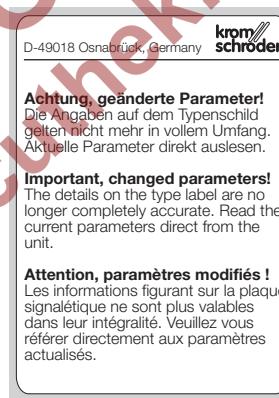 krom//
D-49018 Osnabrück, Germany schroder
Achtung, geänderte Parameter!
Die Angaben auf dem Typenschild
gelten nicht mehr in vollem Umfang.
Aktuelle Parameter direkt auslesen.
Important, changed parameters!
The details on the type label are no
longer completely accurate. Read the
current parameters direct from the
unit.
Attention, paramètres modifiés !
Les informations figurant sur la plaque
signalétique ne sont plus valables
dans leur intégralité. Veuillez vous
référer directement aux paramètres
actualisés.